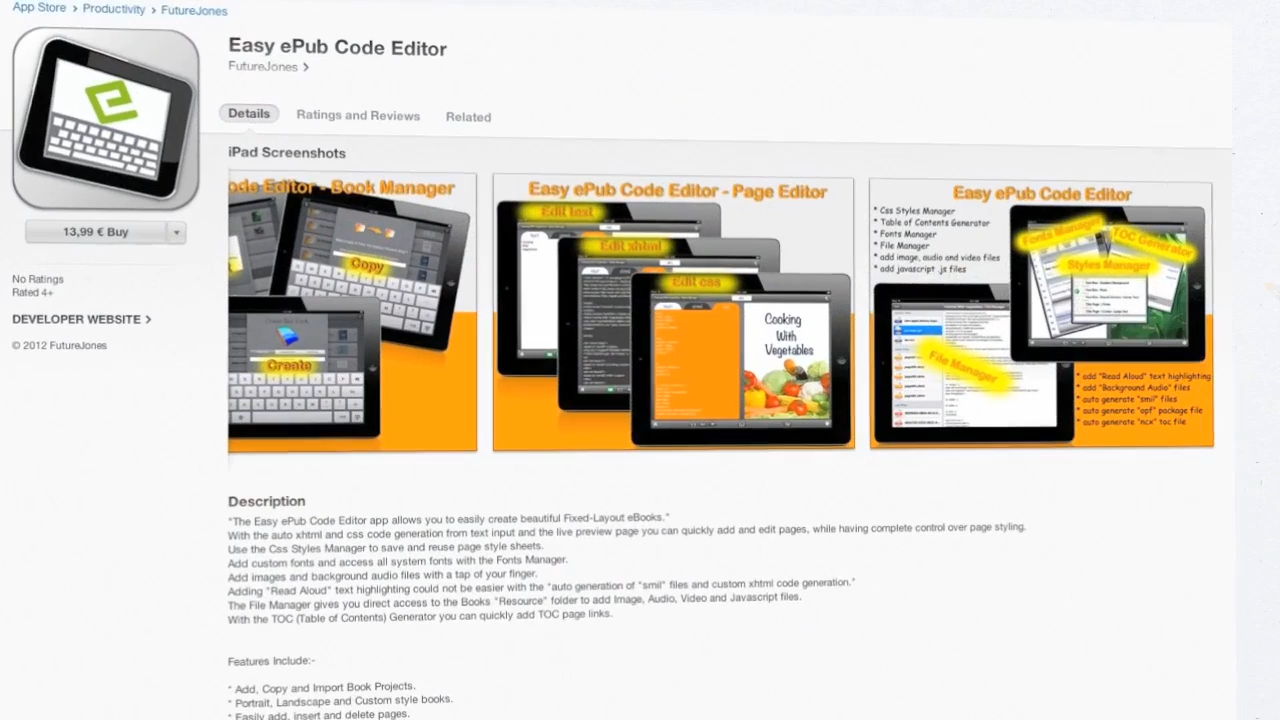 App Store > Productivity > FutureJones
Easy ePub Code Editor
FutureJones >
Details Ratings and Reviews Related
iPad Screenshots
ode Editor - Book Manager
Copy
Create
Easy ePub Code Editor - Page Editor
Edit text
Edit xhtml
Edit css
Cooking
With
Vegetables
Easy ePub Code Editor
* Css Styles Manager
* Table of Contents Generator
* Fonts Manager
* File Manager
* add image, audio and video files
* add javascript .js files
Fonts Manager
TOC Generator
Styles Manager
File Manager
* add "Read Aloud" text highlighting
* add "Background Audio" files
* auto generate "smil" files
* auto generate "opf" package file
* auto generate "ncx" toc file
13,99 € Buy
No Ratings
Rated 4+
DEVELOPER WEBSITE >
© 2012 FutureJones
Description
"The Easy ePub Code Editor app allows you to easily create beautiful Fixed-Layout eBooks."
With the auto xhtml and css code generation from text input and the live preview page you can quickly add and edit pages, while having complete control over page styling.
Use the Css Styles Manager to save and reuse page style sheets.
Add custom fonts and access all system fonts with the Fonts Manager.
Add images and background audio files with a tap of your finger.
Adding "Read Aloud" text highlighting could not be easier with the "auto generation of "smil" files and custom xhtml code generation."
The File Manager gives you direct access to the Books "Resource" folder to add Image, Audio, Video and Javascript files.
With the TOC (Table of Contents) Generator you can quickly add TOC page links.
Features Include:-
* Add, Copy and Import Book Projects.
* Portrait, Landscape and Custom style books.
* Easily add, insert and delete pages.